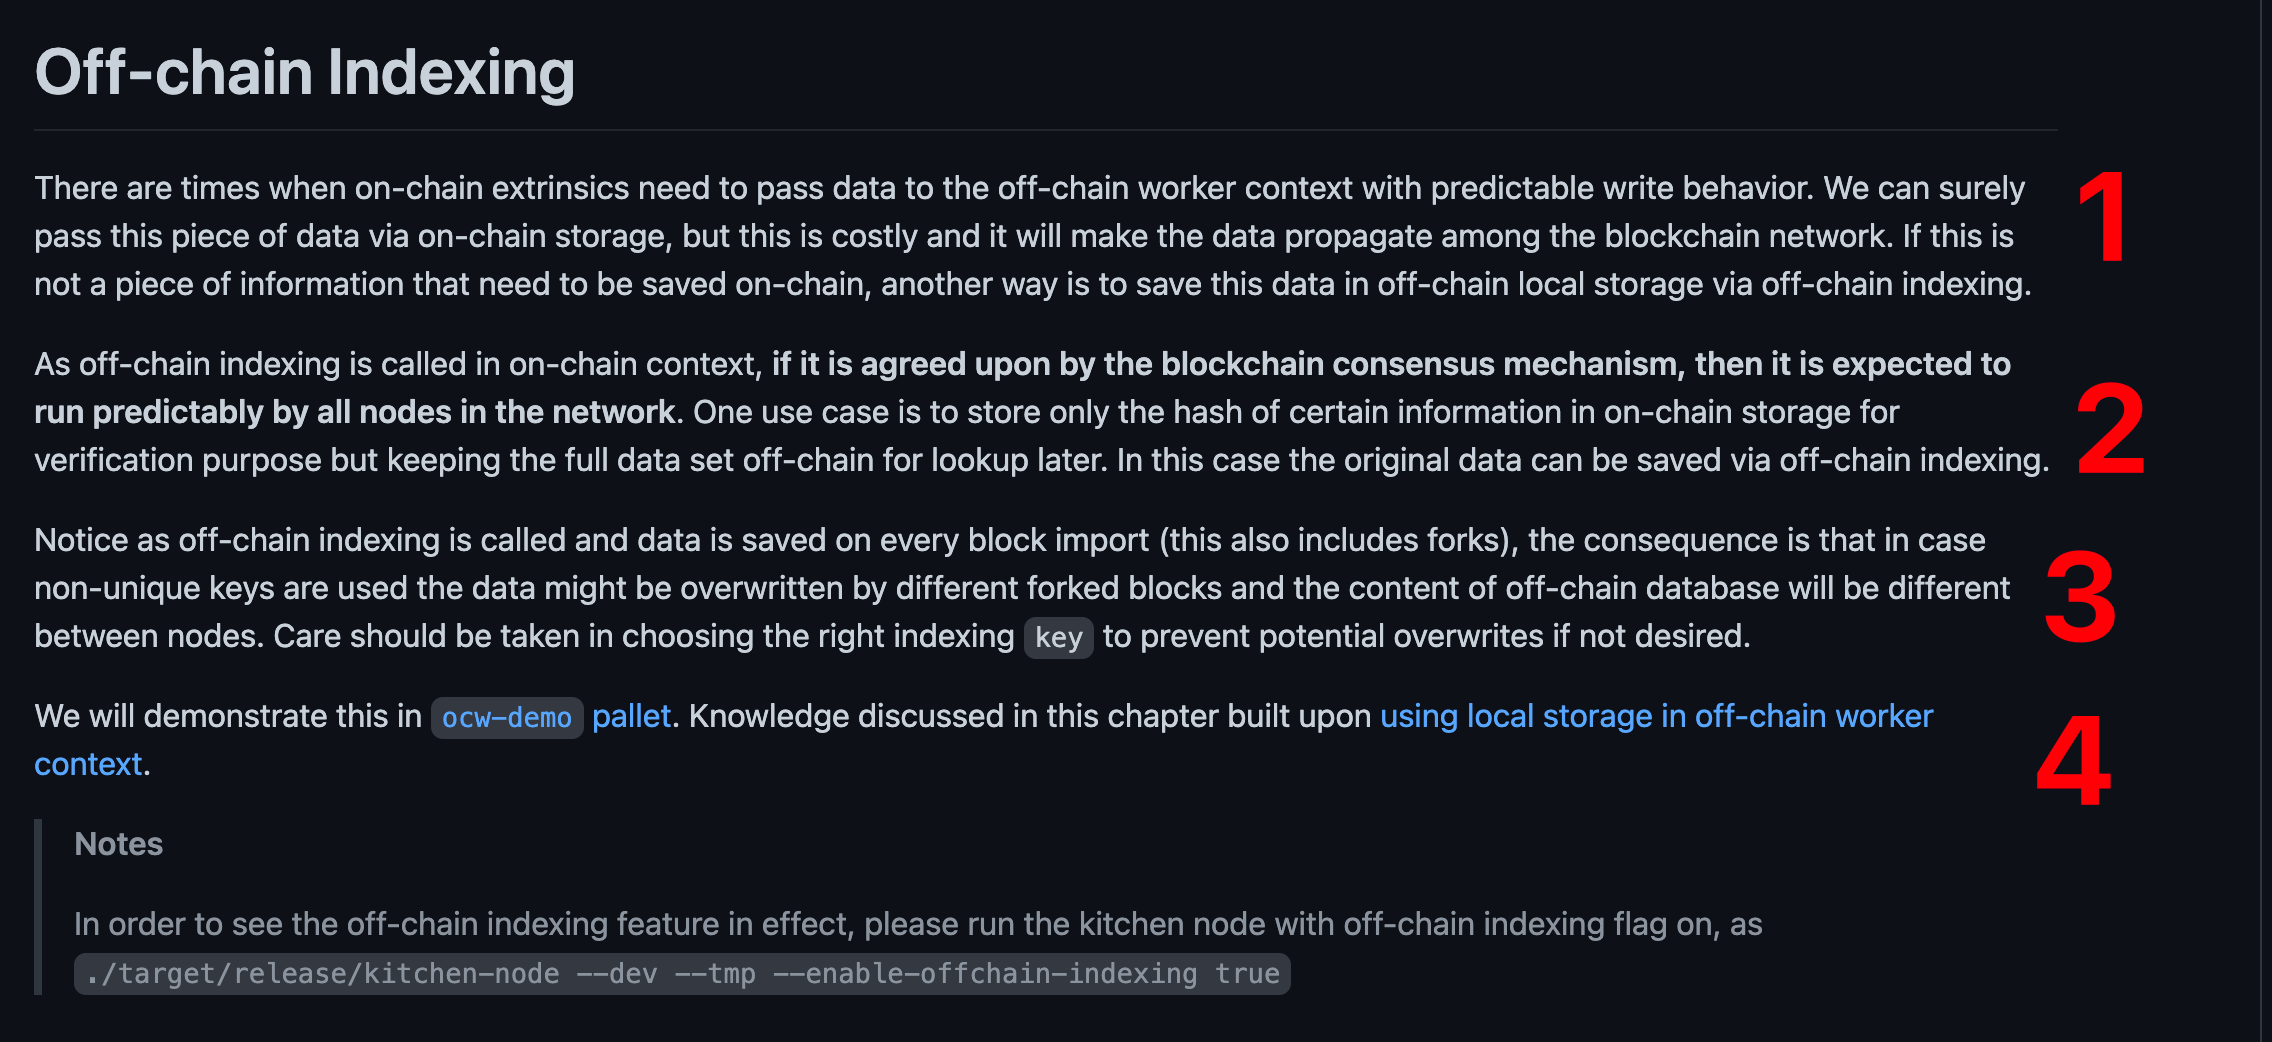 Off-chain Indexing
There are times when on-chain extrinsics need to pass data to the off-chain worker context with predictable write behavior. We can surely
pass this piece of data via on-chain storage, but this is costly and it will make the data propagate among the blockchain network. If this is
not a piece of information that need to be saved on-chain, another way is to save this data in off-chain local storage via off-chain indexing.
1
As off-chain indexing is called in on-chain context, if it is agreed upon by the blockchain consensus mechanism, then it is expected to
run predictably by all nodes in the network. One use case is to store only the hash of certain information in on-chain storage for
verification purpose but keeping the full data set off-chain for lookup later. In this case the original data can be saved via off-chain indexing.
2
Notice as off-chain indexing is called and data is saved on every block import (this also includes forks), the consequence is that in case
non-unique keys are used the data might be overwritten by different forked blocks and the content of off-chain database will be different
between nodes. Care should be taken in choosing the right indexing key to prevent potential overwrites if not desired.
3
We will demonstrate this in ocw-demo pallet. Knowledge discussed in this chapter built upon using local storage in off-chain worker
context.
4
Notes
In order to see the off-chain indexing feature in effect, please run the kitchen node with off-chain indexing flag on, as
./target/release/kitchen-node --dev --tmp --enable-offchain-indexing true